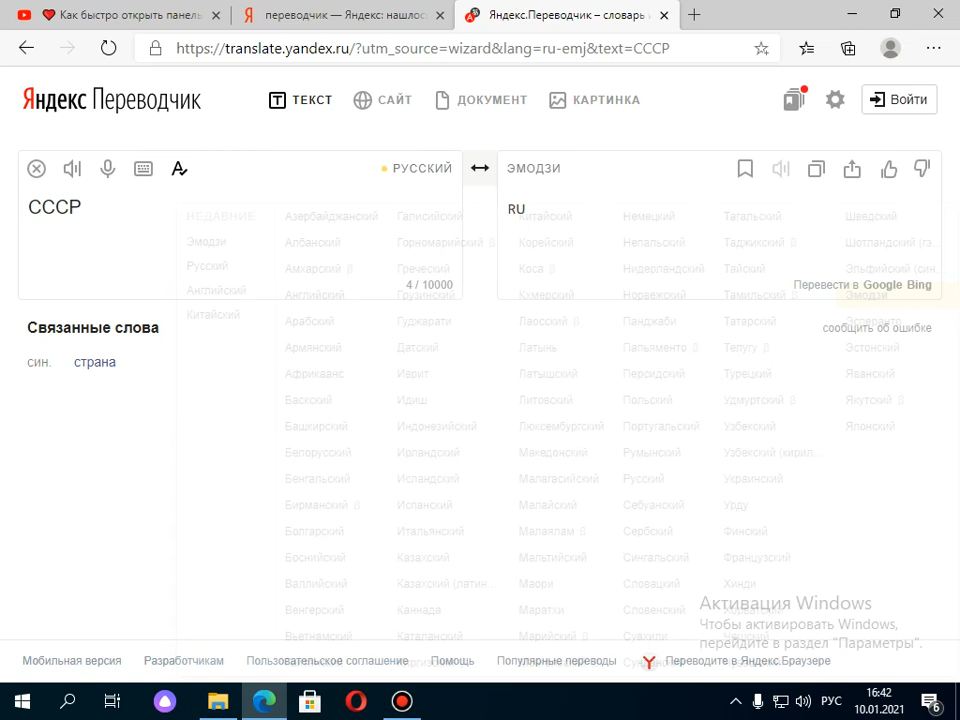 Как быстро открыть панель
переводчик — Яндекс: нашлос
Яндекс.Переводчик – словарь
https://translate.yandex.ru/?utm_source=wizard&lang=ru-emj&text=СССР
Яндекс Переводчик
ТЕКСТ
САЙТ
ДОКУМЕНТ
КАРТИНКА
Войти
РУССКИЙ
ЭМОДЗИ
СССР
RU
4 / 10000
Перевести в Google Bing
сообщить об ошибке
Связанные слова
син. страна
НЕДАВНИЕ
Эмодзи
Русский
Английский
Китайский
Азербайджанский
Албанский
Амхарский β
Английский
Арабский
Армянский
Африкаанс
Баскский
Башкирский
Белорусский
Бенгальский
Бирманский β
Болгарский
Боснийский
Валлийский
Венгерский
Вьетнамский
Галисийский
Горномарийский β
Греческий
Грузинский
Гуджарати
Датский
Иврит
Идиш
Индонезийский
Ирландский
Исландский
Испанский
Итальянский
Казахский
Казахский (латин...
Каннада
Каталанский
Китайский
Корейский
Коса β
Кхмерский
Лаосский β
Латынь
Латышский
Литовский
Люксембургский
Македонский
Малагасийский
Малайский
Малаялам β
Мальтийский
Маори
Маратхи
Марийский β
Немецкий
Непальский
Нидерландский
Норвежский
Панджаби
Папьяменто β
Персидский
Польский
Португальский
Румынский
Русский
Себуанский
Сербский
Сингальский
Словацкий
Словенский
Суахили
Тагальский
Таджикский β
Тайский
Тамильский β
Татарский
Телугу β
Турецкий
Удмуртский β
Узбекский
Узбекский (кирил...
Украинский
Урду
Финский
Французский
Хинди
Хорватский
Чешский
Шведский
Шотландский (гэ...
Эльфийский (син...
Эмодзи
Эсперанто
Эстонский
Яванский
Якутский β
Японский
Активация Windows
Чтобы активировать Windows,
перейдите в раздел "Параметры".
Мобильная версия
Разработчикам
Пользовательское соглашение
Помощь
Популярные переводы
Переводите в Яндекс.Браузере
РУС
16:42
10.01.2021
6